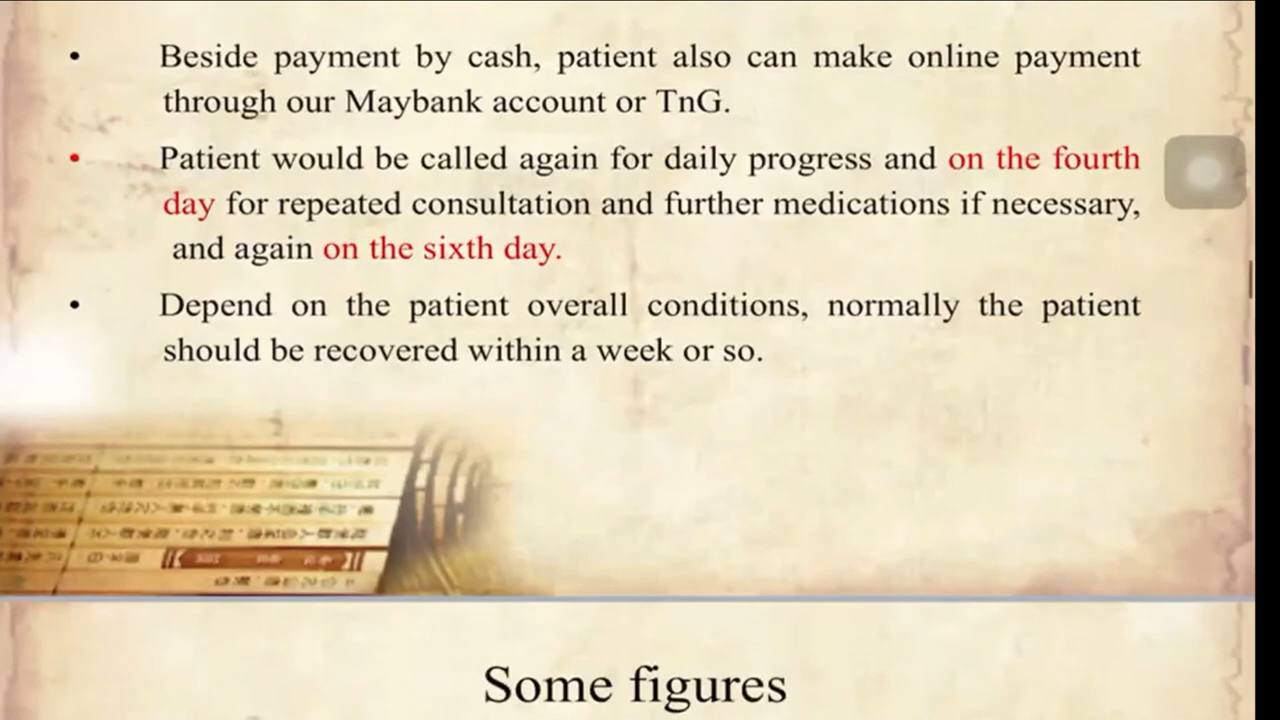 • Beside payment by cash, patient also can make online payment
through our Maybank account or TnG.
• Patient would be called again for daily progress and on the fourth
day for repeated consultation and further medications if necessary,
and again on the sixth day.
• Depend on the patient overall conditions, normally the patient
should be recovered within a week or so.
Some figures